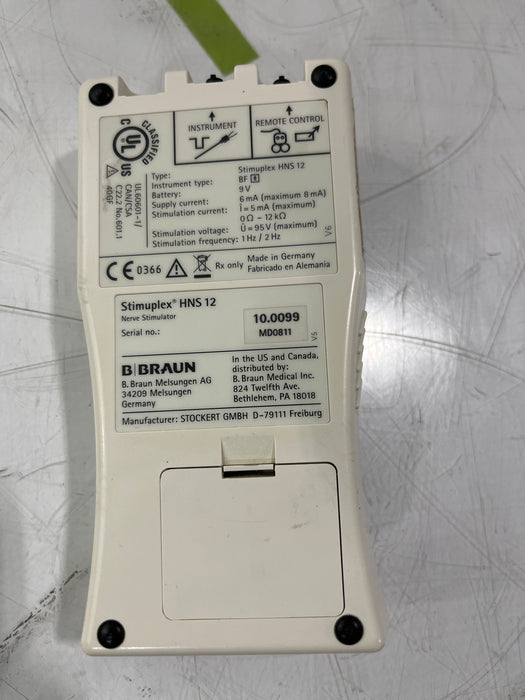 INSTRUMENT
REMOTE CONTROL
CLASSIFIED
C UL US
UL60601-1/
CAN/CSA
C22.2 No.601.1
4DGF
Type: Stimuplex HNS 12
Instrument type: BF
Battery: 9 V
Supply current: 6 mA (maximum 8 mA)
Stimulation current: Î = 5 mA (maximum)
0 Ω – 12 kΩ
Stimulation voltage: Û = 95 V (maximum)
Stimulation frequency: 1 Hz / 2 Hz
V6
CE 0366 Rx only Made in Germany
Fabricado en Alemania
Stimuplex® HNS 12
Nerve Stimulator
Serial no.: 10.0099
MD0811
V5
B|BRAUN
B. Braun Melsungen AG
34209 Melsungen
Germany
In the US and Canada,
distributed by:
B. Braun Medical Inc.
824 Twelfth Ave.
Bethlehem, PA 18018
Manufacturer: STOCKERT GMBH D-79111 Freiburg